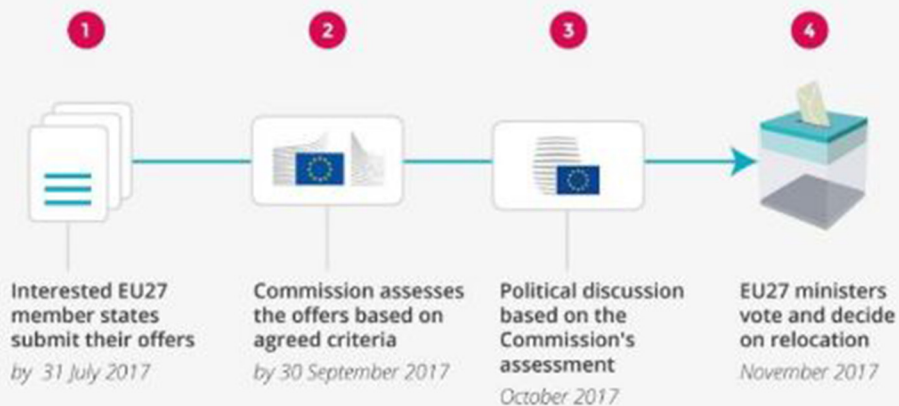 1
2
3
4
Interested EU27
member states
submit their offers
by 31 July 2017
Commission assesses
the offers based on
agreed criteria
by 30 September 2017
Political discussion
based on the
Commission's
assessment
October 2017
EU27 ministers
vote and decide
on relocation
November 2017